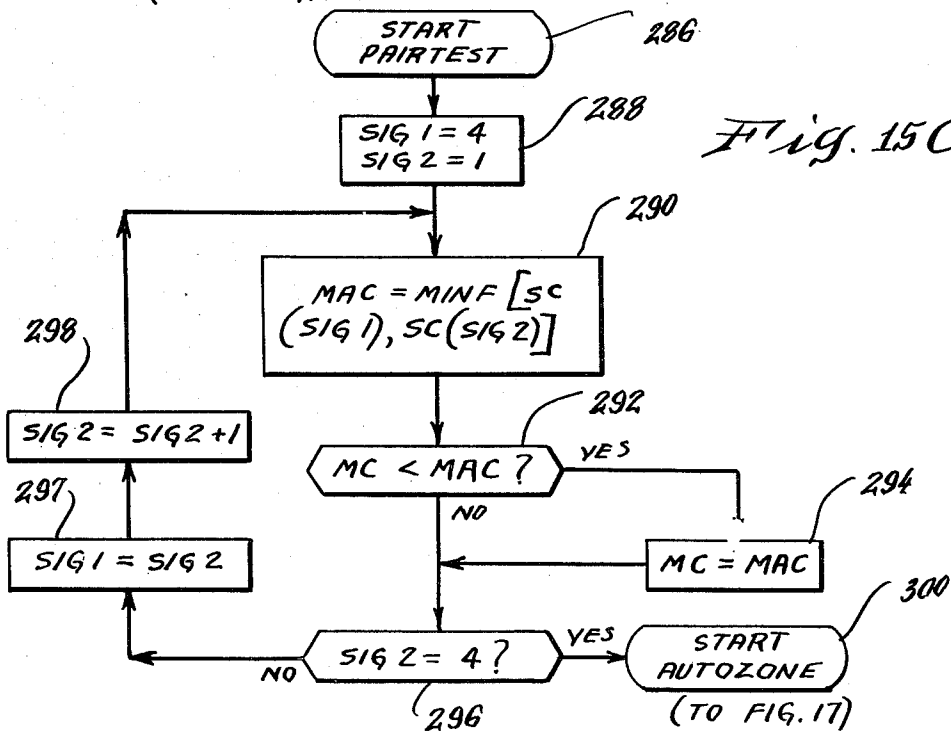 START
PAIRTEST
286
SIG 1 = 4
SIG 2 = 1
288
Fig. 15C
290
MAC = MINF [SC
(SIG 1), SC(SIG 2)]
298
SIG 2 = SIG 2 + 1
292
MC < MAC ?
YES
NO
297
SIG 1 = SIG 2
294
MC = MAC
300
SIG 2 = 4 ?
YES
NO
START
AUTOZONE
296
(TO FIG. 17)